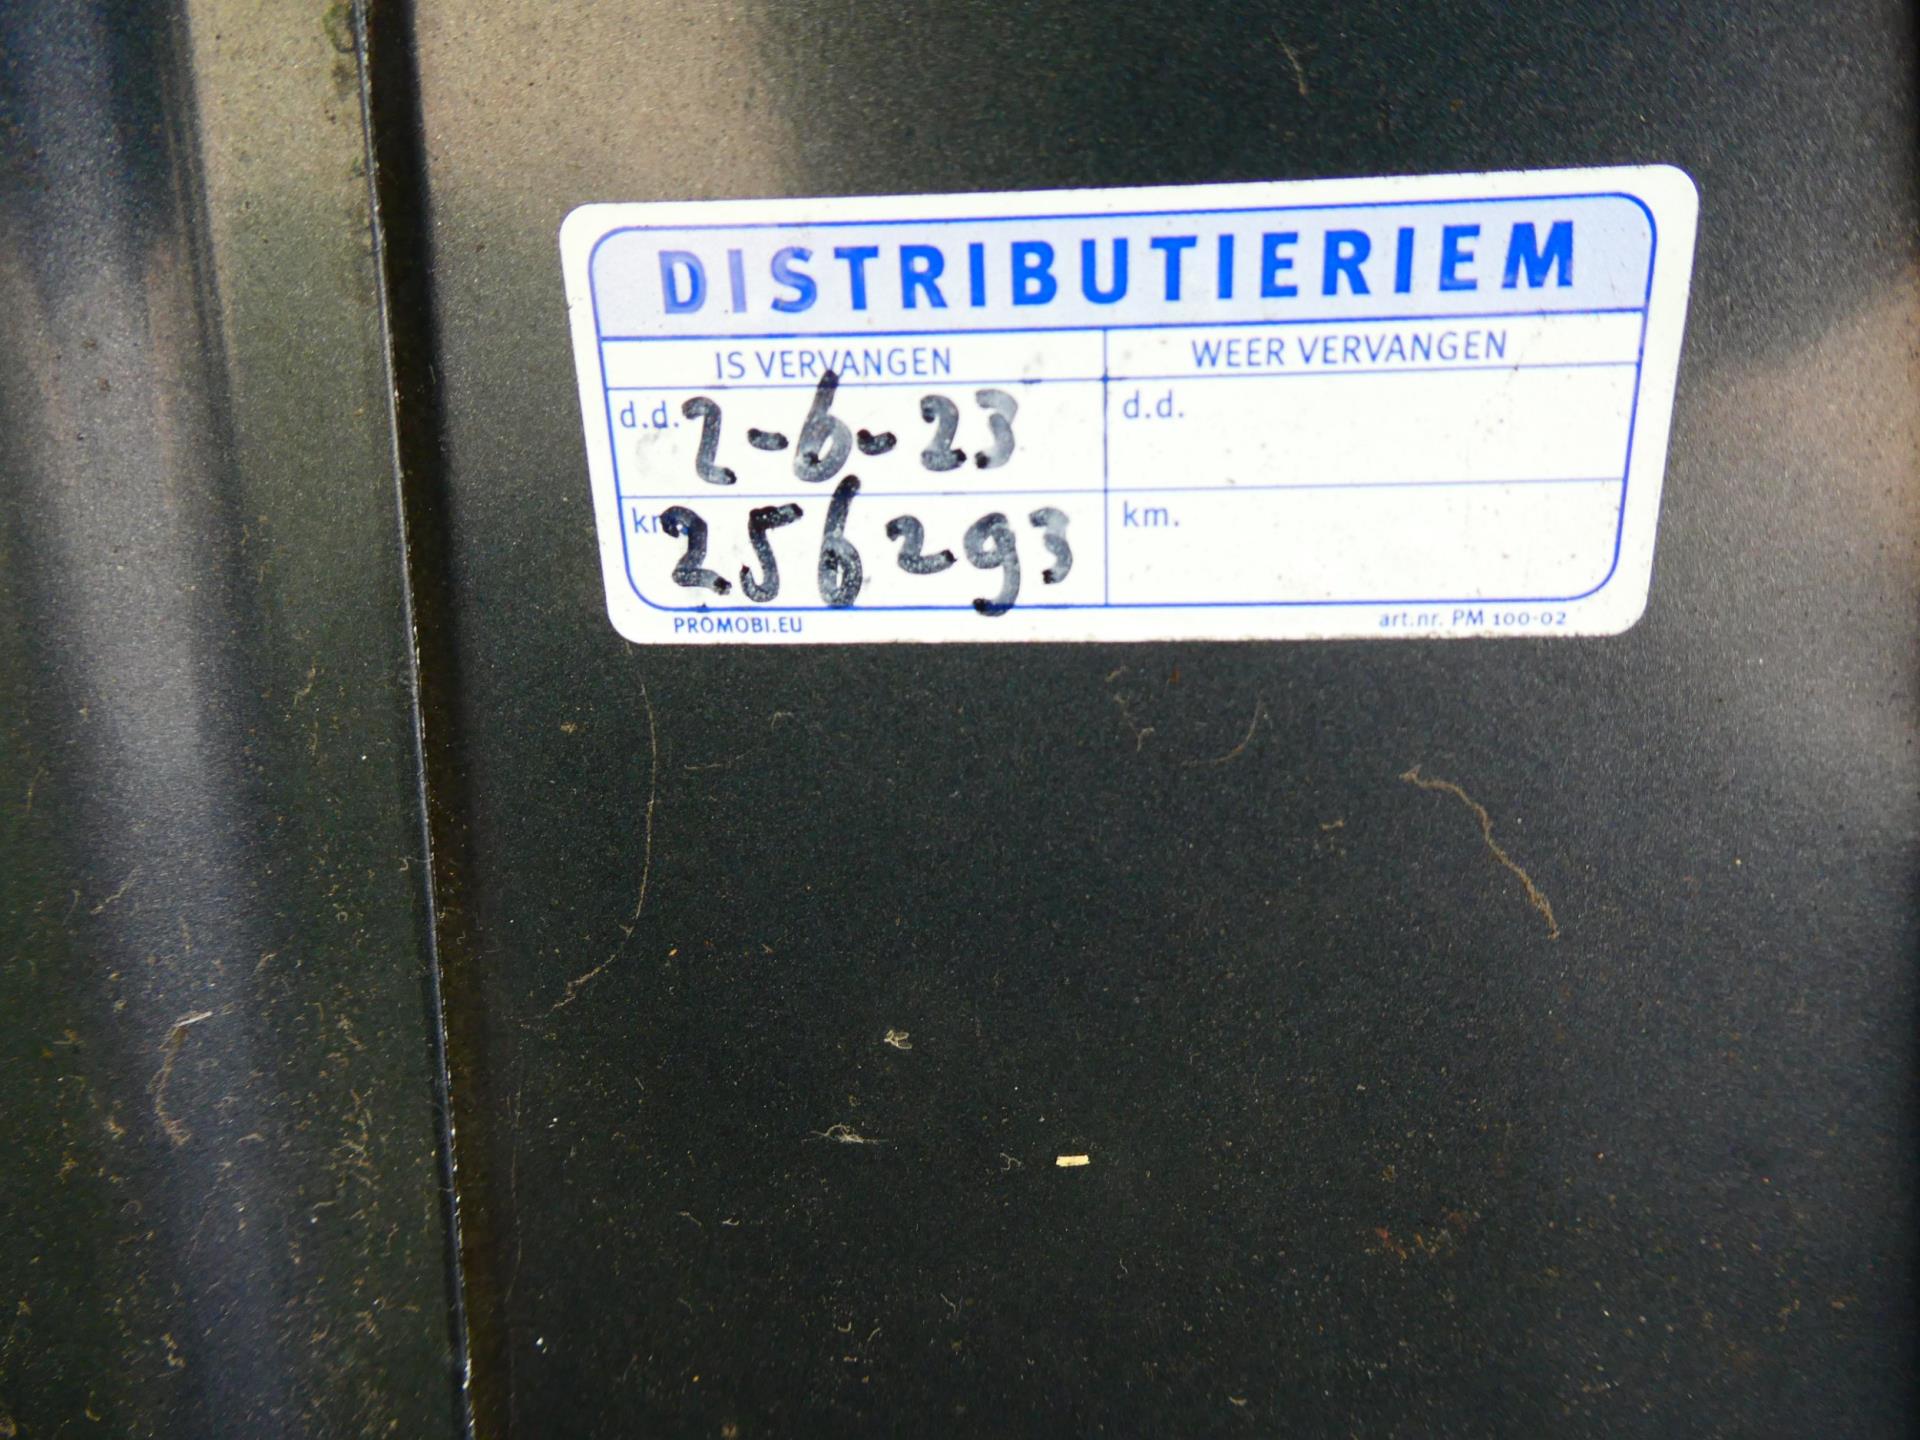 DISTRIBUTIERIEM
IS VERVANGEN WEER VERVANGEN
d.d. 2-6-23 d.d.
km. 256293 km.
PROMOBI.EU art.nr. PM 100-02